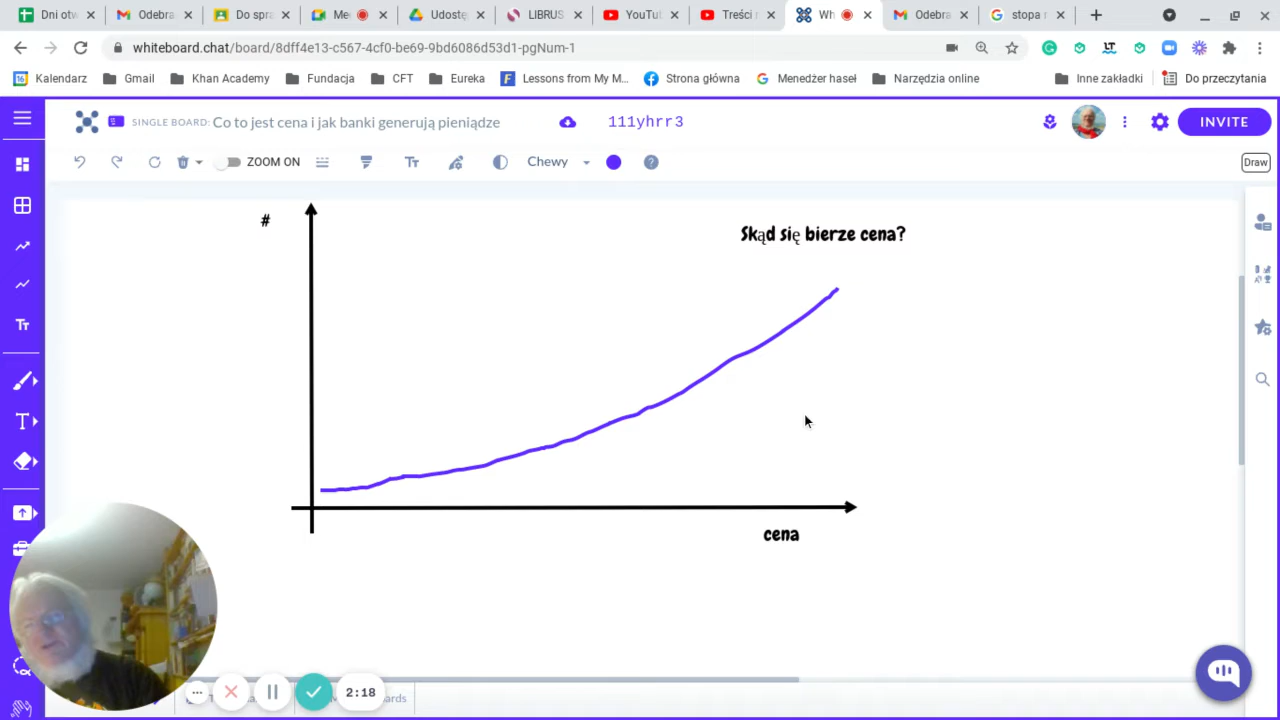 Dni otw
Odebra
Do spra
Me
Udostę
LIBRUS
YouTu
Treści r
Wh
Odebra
stopa r
whiteboard.chat/board/8dff4e13-c567-4cf0-be69-9bd6086d53d1-pgNum-1
Kalendarz
Gmail
Khan Academy
Fundacja
CFT
Eureka
Lessons from My M...
Strona główna
Menedżer haseł
Narzędzia online
Inne zakładki
Do przeczytania
SINGLE BOARD: Co to jest cena i jak banki generują pieniądze
111yhrr3
INVITE
ZOOM ON
Chewy
Draw
#
Skąd się bierze cena?
cena
2:18